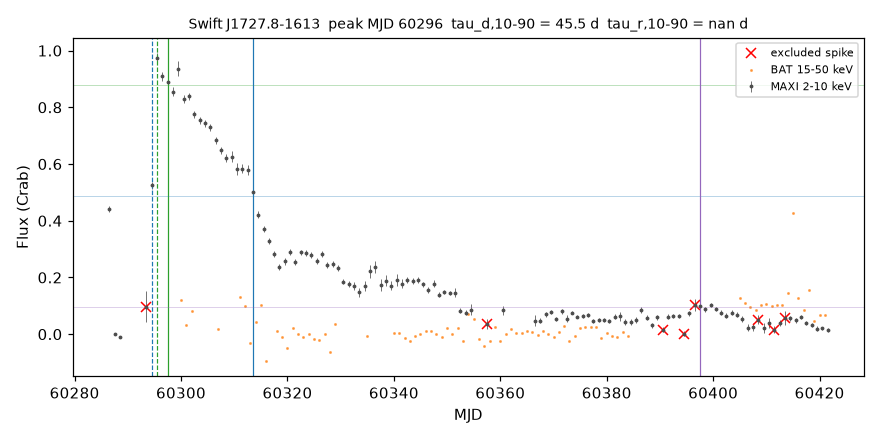 Swift J1727.8-1613  peak MJD 60296  tau_d,10-90 = 45.5 d  tau_r,10-90 = nan d
excluded spike
BAT 15-50 keV
MAXI 2-10 keV
Flux (Crab)
1.0
0.8
0.6
0.4
0.2
0.0
60280 60300 60320 60340 60360 60380 60400 60420
MJD